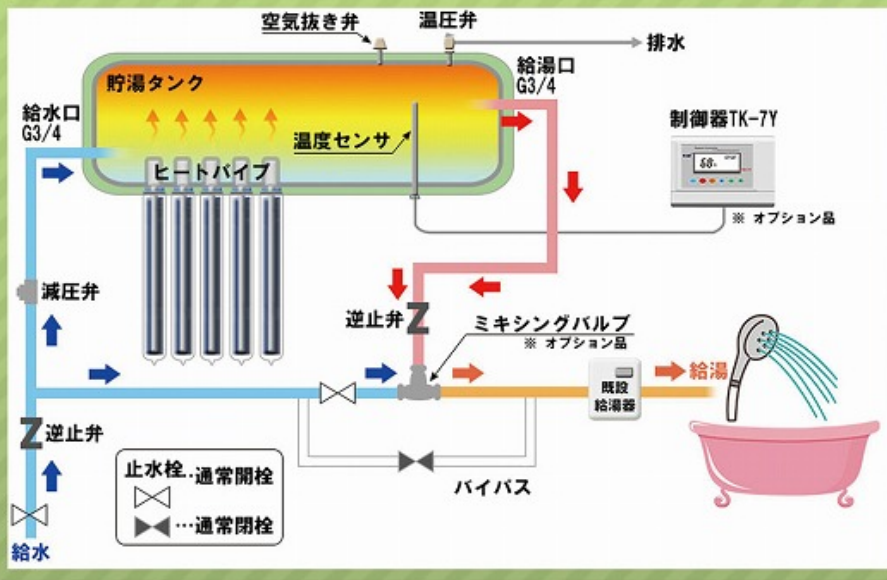 空気抜き弁
温圧弁
排水
貯湯タンク
給湯口
G3/4
給水口
G3/4
温度センサ
制御器TK-7Y
68
ヒートパイプ
※ オプション品
減圧弁
逆止弁 Z
ミキシングバルブ
※ オプション品
給湯
既設
給湯器
Z 逆止弁
止水栓‥通常開栓
…通常閉栓
バイパス
給水